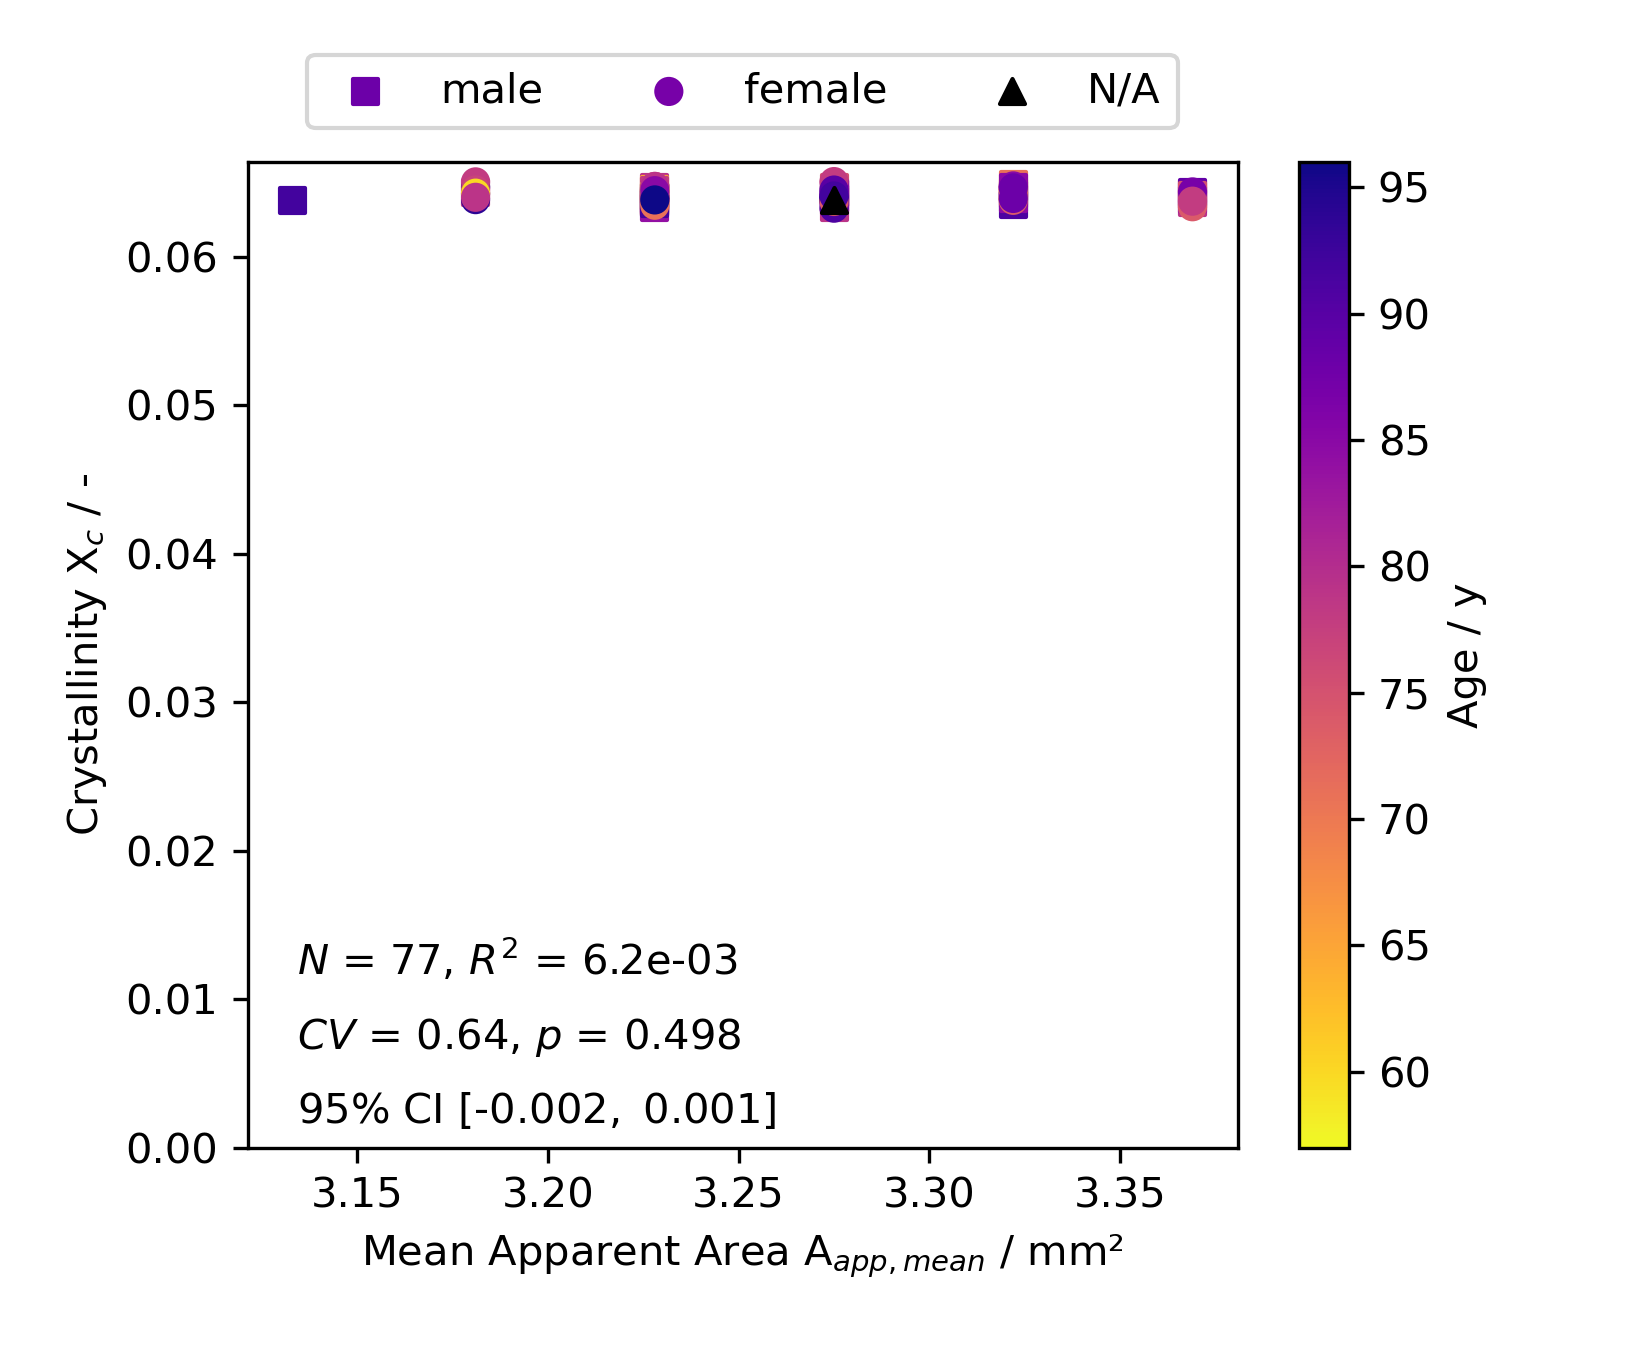 male female N/A
Crystallinity X_c / -
0.06
0.05
0.04
0.03
0.02
0.01
0.00
N = 77, R² = 6.2e-03
CV = 0.64, p = 0.498
95% CI [-0.002, 0.001]
3.15 3.20 3.25 3.30 3.35
Mean Apparent Area A_app,mean / mm²
95
90
85
80
75
70
65
60
Age / y